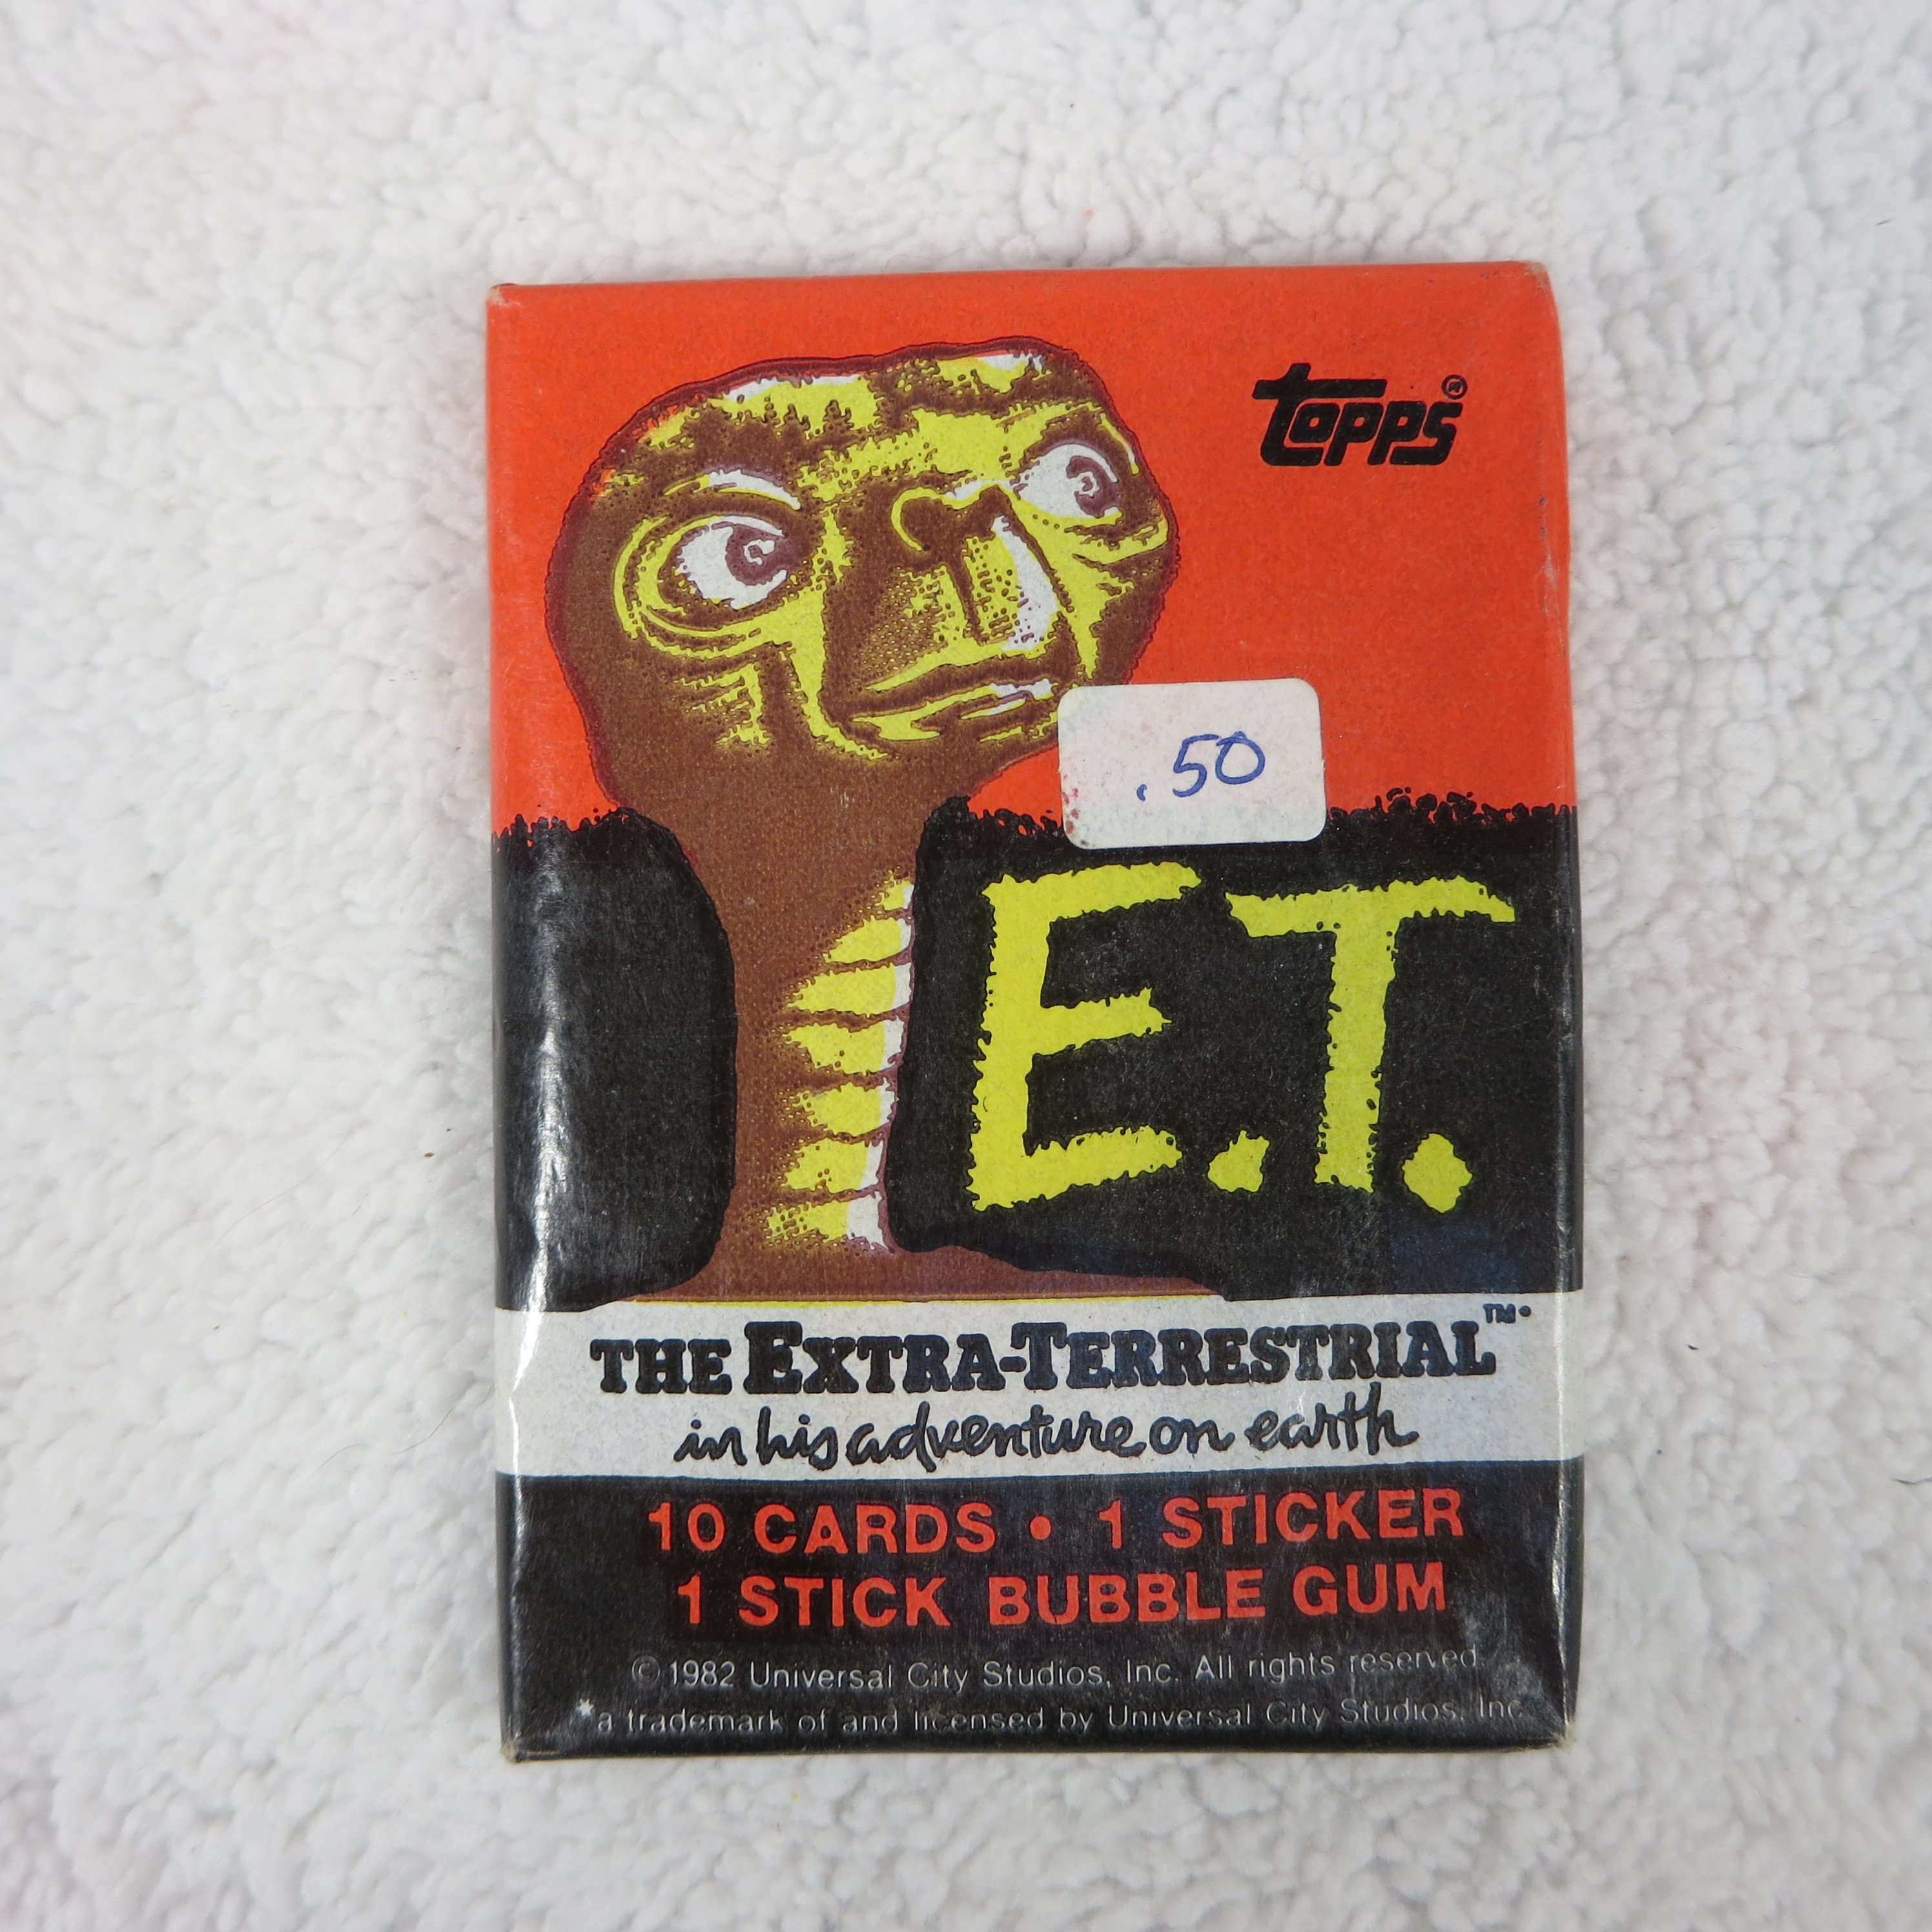 Topps®
.50
E.T.
THE EXTRA-TERRESTRIAL™*
in his adventure on earth
10 CARDS • 1 STICKER
1 STICK BUBBLE GUM
© 1982 Universal City Studios, Inc. All rights reserved.
*a trademark of and licensed by Universal City Studios, Inc.